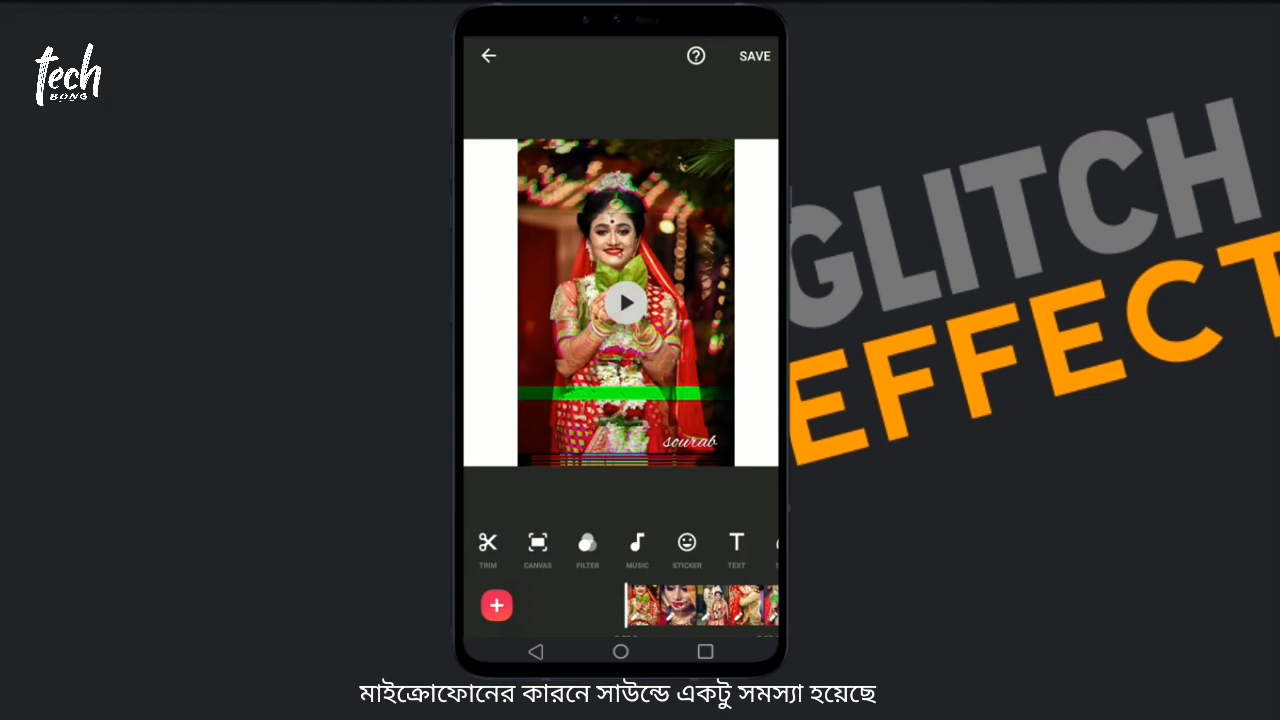 tech
BONG
SAVE
GLITCH
EFFECT
sourab
TRIM CANVAS FILTER MUSIC STICKER TEXT
মাইক্রোফোনের কারনে সাউন্ডে একটু সমস্যা হয়েছে